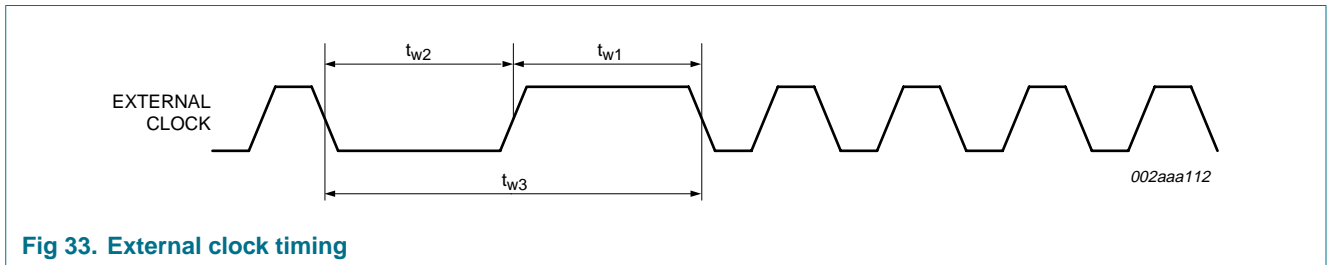 t_w2
t_w1
EXTERNAL
CLOCK
t_w3
002aaa112
Fig 33. External clock timing